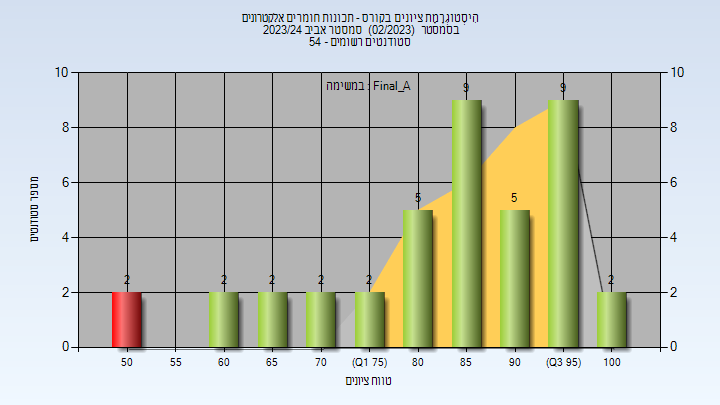 הִיסְטוֹגְרָמַת ציונים בקורס - תכונות חומרים אלקטרונים
בסמסטר (02/2023) סמסטר אביב 2023/24
סטודנטים רשומים - 54
במשימה : Final_A
מספר סטודנטים
10 10
8 8
6 6
4 4
2 2
0 0
2 2 2 2 2 5 9 5 9 2
50 55 60 65 70 (Q1 75) 80 85 90 (Q3 95) 100
טווח ציונים